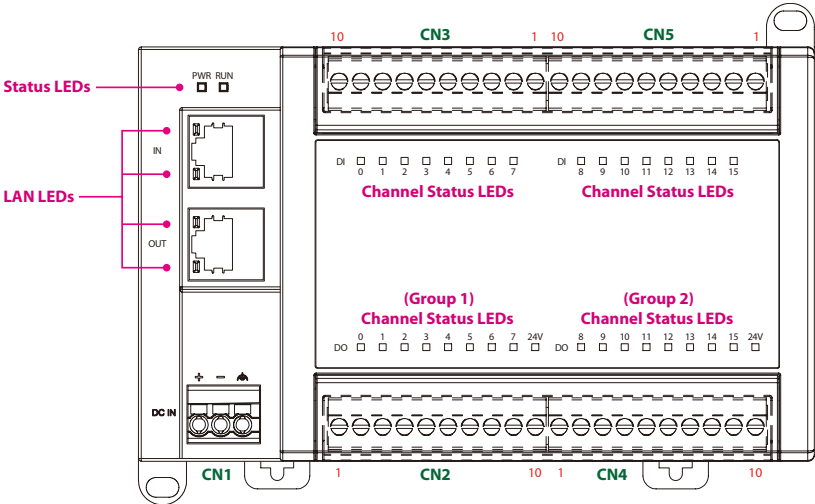 10 CN3 1 10 CN5 1
PWR RUN
Status LEDs
IN
LAN LEDs
OUT
DI 0 1 2 3 4 5 6 7
Channel Status LEDs
DI 8 9 10 11 12 13 14 15
Channel Status LEDs
(Group 1)
Channel Status LEDs
DO 0 1 2 3 4 5 6 7 24V
(Group 2)
Channel Status LEDs
DO 8 9 10 11 12 13 14 15 24V
+ −
DC IN
CN1
1 CN2 10 1 CN4 10